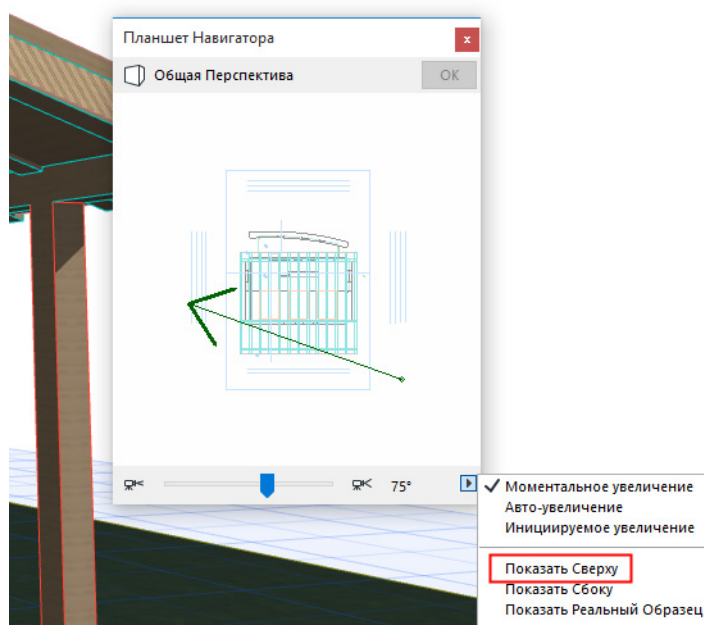 Планшет Навигатора
x
Общая Перспектива
OK
75°
Моментальное увеличение
Авто-увеличение
Инициируемое увеличение
Показать Сверху
Показать Сбоку
Показать Реальный Образец